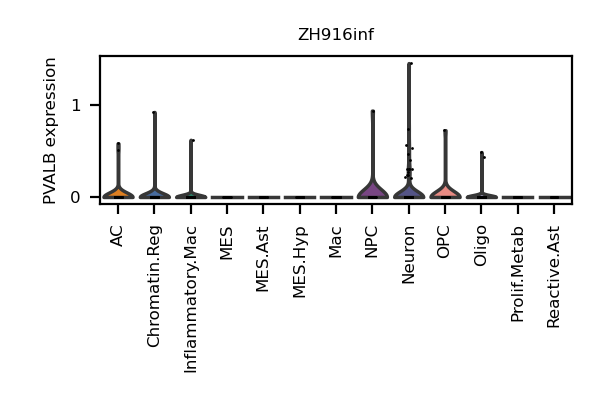 ZH916inf
PVALB expression
1
0
AC
Chromatin.Reg
Inflammatory.Mac
MES
MES.Ast
MES.Hyp
Mac
NPC
Neuron
OPC
Oligo
Prolif.Metab
Reactive.Ast